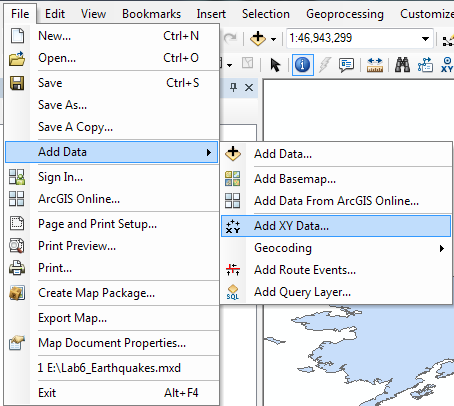 File View Bookmarks Insert Selection Geoprocessing Customize
New... Ctrl+N
Open... Ctrl+O
1:46,943,299
Save Ctrl+S
Save As...
Save A Copy...
Add Data
Sign In...
ArcGIS Online...
Page and Print Setup...
Print Preview...
Print...
Create Map Package...
Export Map...
Map Document Properties...
1 E:\Lab6_Earthquakes.mxd
Exit Alt+F4
Add Data...
Add Basemap...
Add Data From ArcGIS Online...
XY Add XY Data...
Geocoding
Add Route Events...
SQL Add Query Layer...
XY